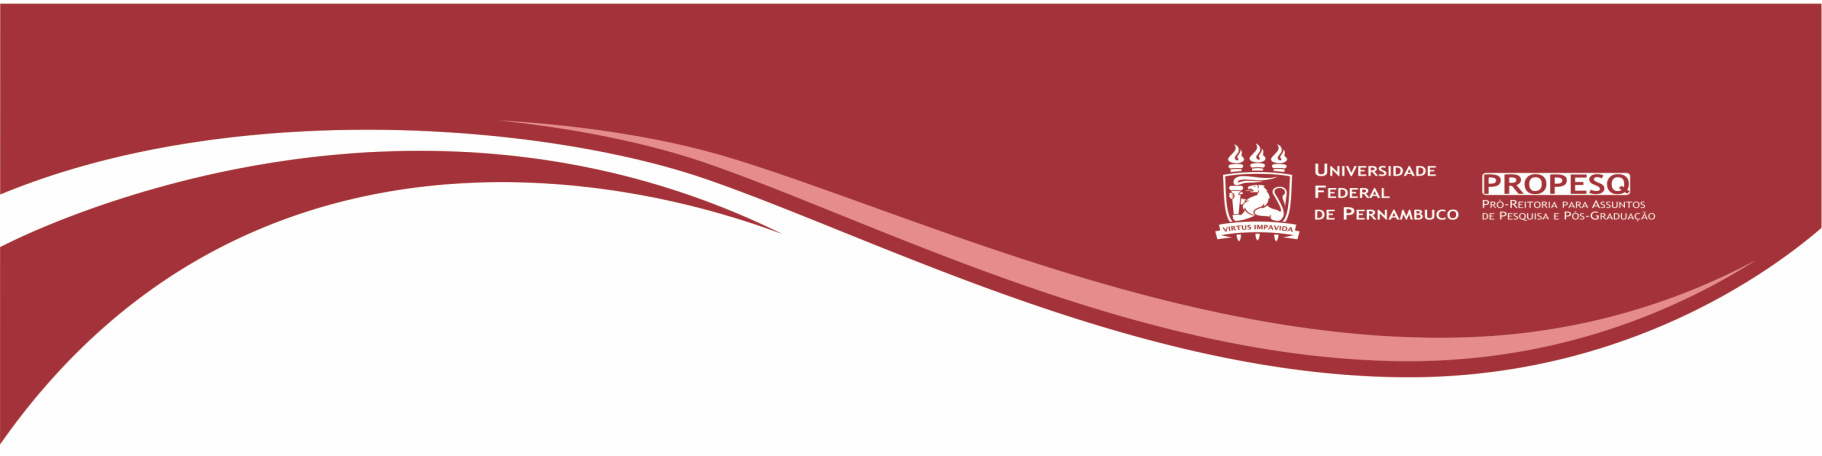 UNIVERSIDADE
FEDERAL
DE PERNAMBUCO
VIRTUS IMPAVIDA
PROPESQ
PRÓ-REITORIA PARA ASSUNTOS
DE PESQUISA E PÓS-GRADUAÇÃO